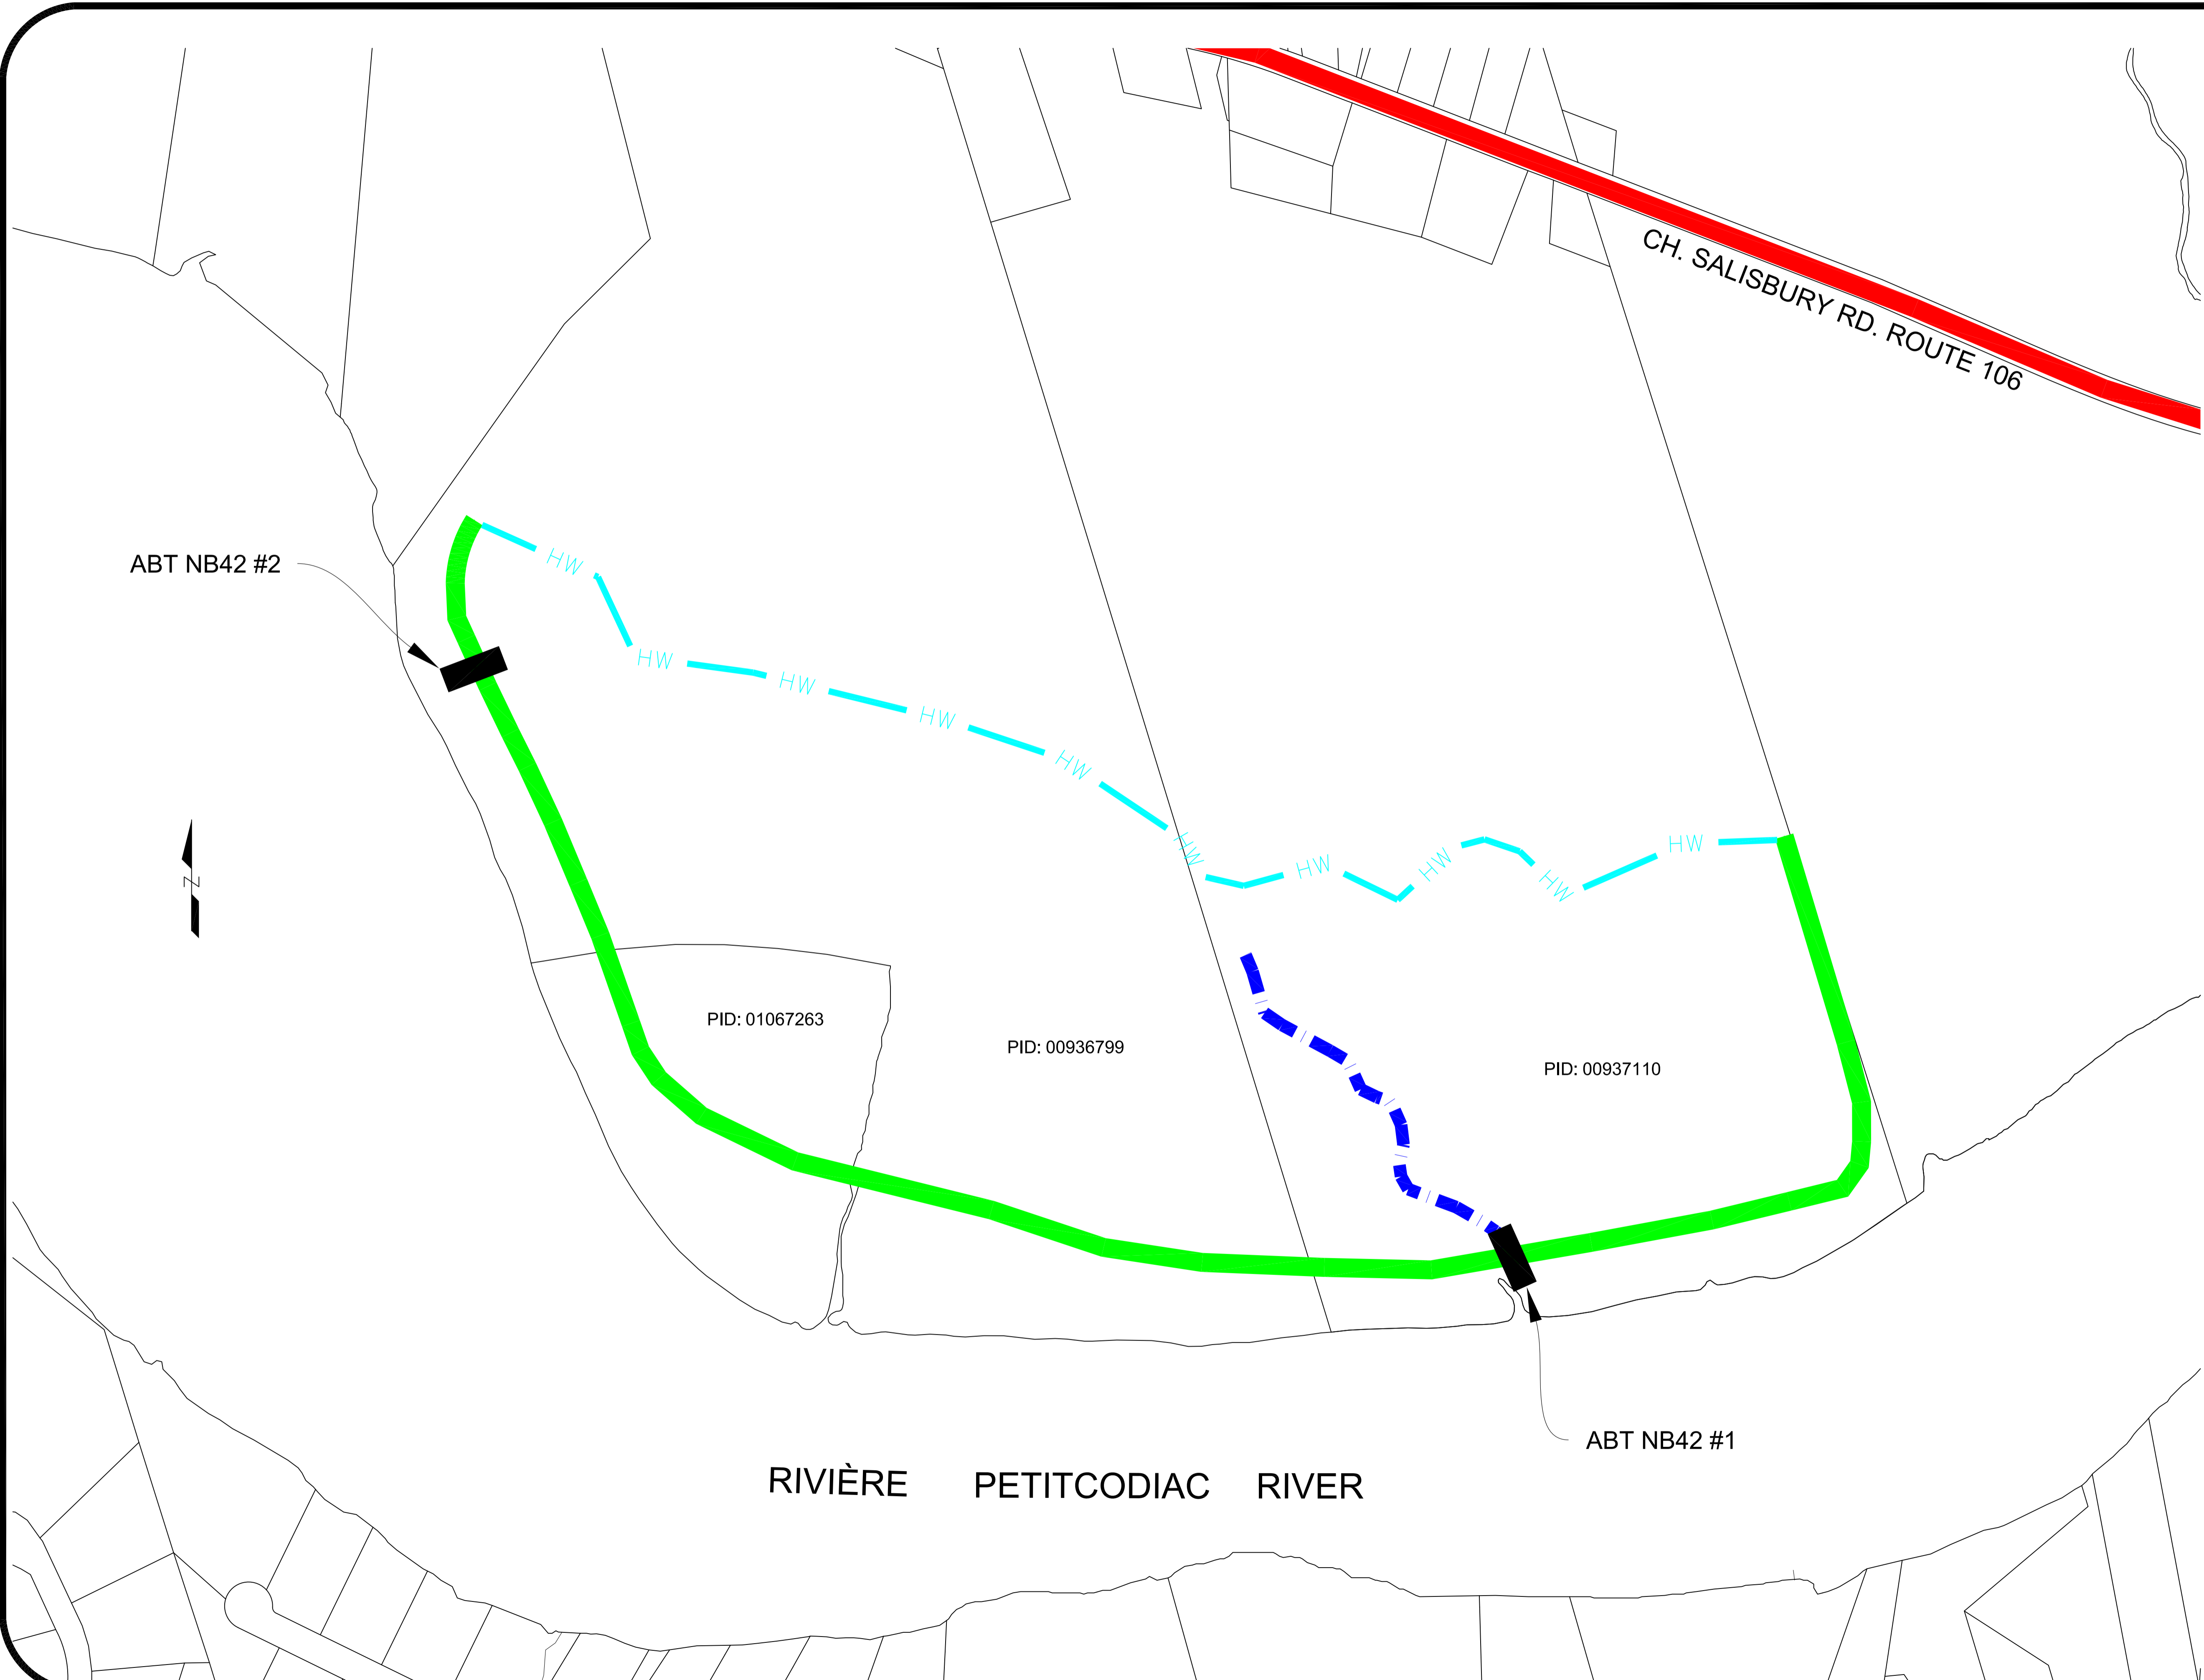 CH. SALISBURY RD. ROUTE 106
ABT NB42 #2
HW
HW
HW
HW
HW
HW
HW
HW
HW
HW
N
PID: 01067263
PID: 00936799
PID: 00937110
ABT NB42 #1
RIVIÈRE PETITCODIAC RIVER